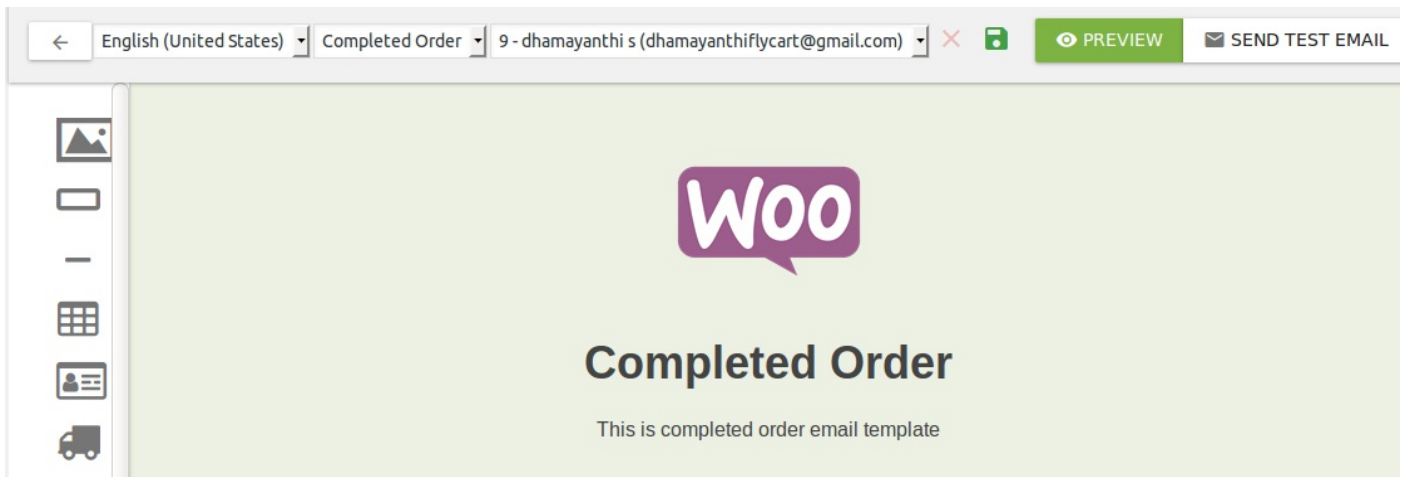 English (United States) Completed Order 9 - dhamayanthi s (dhamayanthiflycart@gmail.com) PREVIEW SEND TEST EMAIL
Woo
Completed Order
This is completed order email template